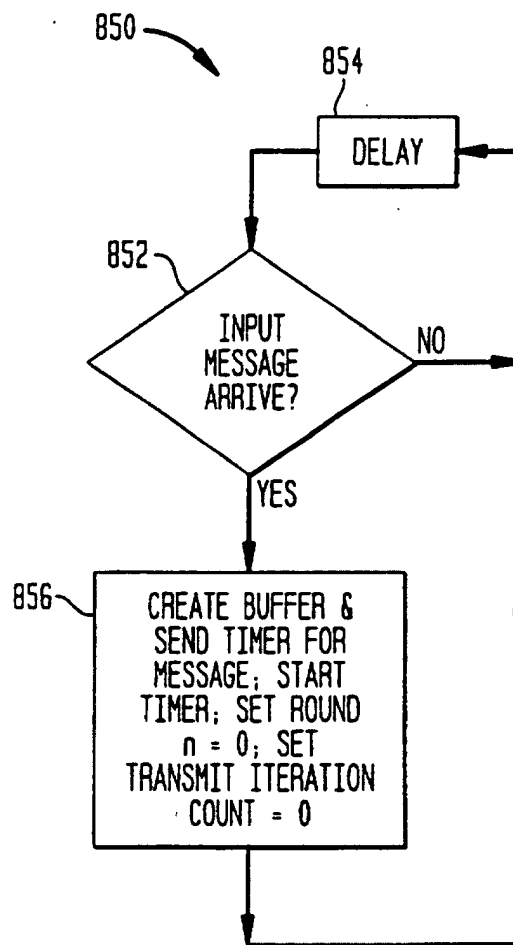 850
854
DELAY
852
INPUT
MESSAGE
ARRIVE?
NO
YES
856
CREATE BUFFER &
SEND TIMER FOR
MESSAGE; START
TIMER; SET ROUND
n = 0; SET
TRANSMIT ITERATION
COUNT = 0